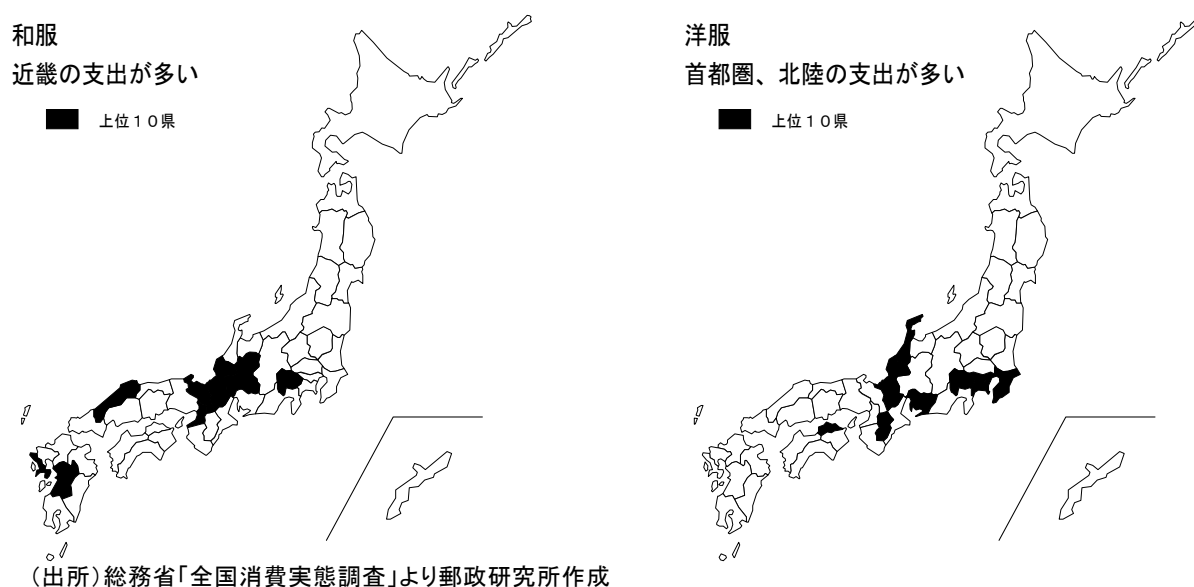 和服
近畿の支出が多い
上位１０県
洋服
首都圏、北陸の支出が多い
上位１０県
（出所）総務省「全国消費実態調査」より郵政研究所作成